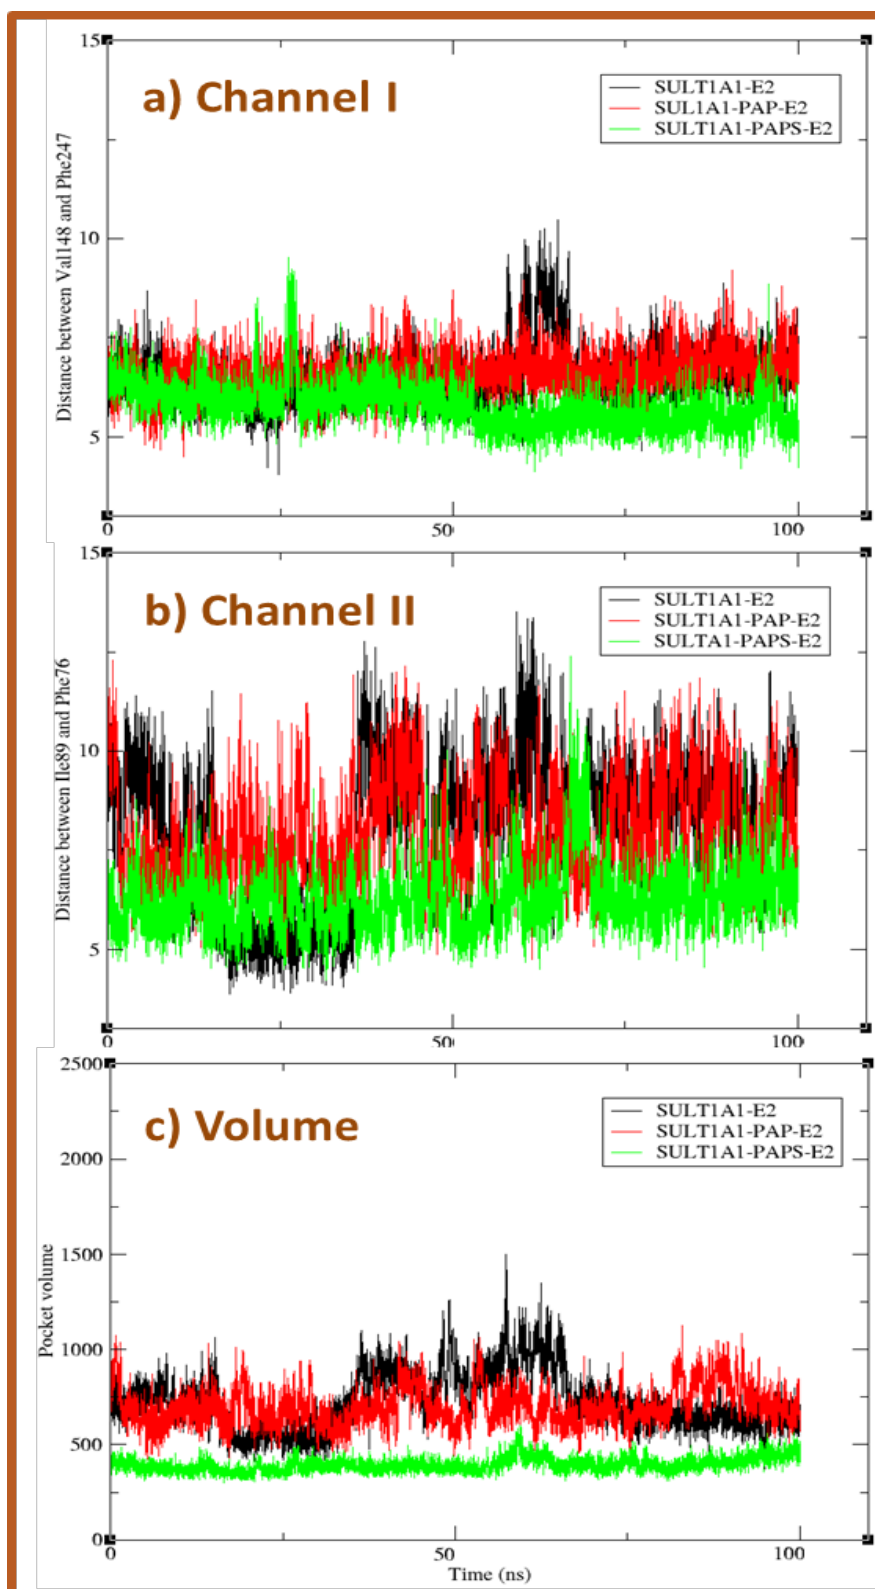 15
a) Channel I
SULT1A1-E2
SUL1A1-PAP-E2
SULT1A1-PAPS-E2
Distance between Val148 and Phe247
10
5
0
50
100
15
b) Channel II
SULT1A1-E2
SULT1A1-PAP-E2
SULTA1-PAPS-E2
Distance between Ile89 and Phe76
10
5
0
50
100
2500
c) Volume
SULT1A1-E2
SULT1A1-PAP-E2
SULT1A1-PAPS-E2
2000
Pocket volume
1500
1000
500
0
0
50
100
Time (ns)